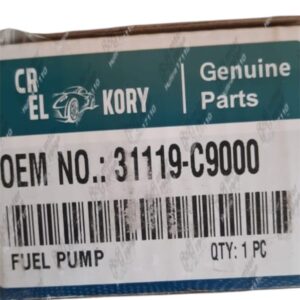 CR
EL KORY
Genuine
Parts
OEM NO.: 31119-C9000
FUEL PUMP
QTY: 1 PC